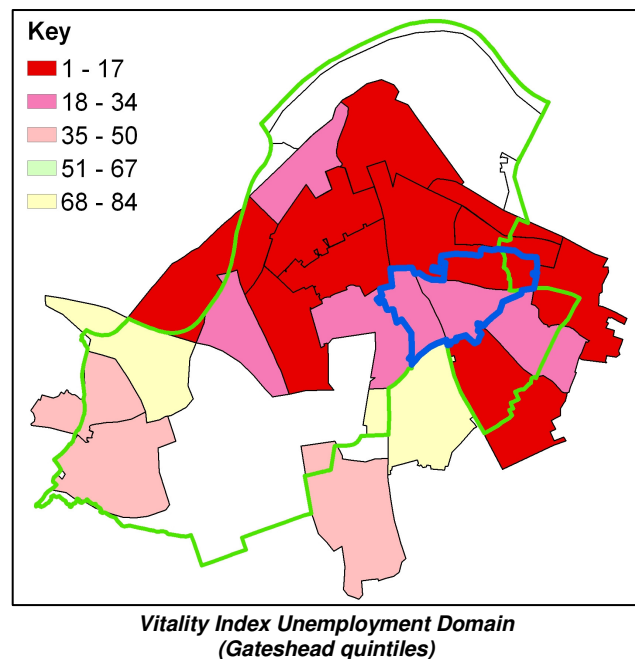 Key
1 - 17
18 - 34
35 - 50
51 - 67
68 - 84
Vitality Index Unemployment Domain
(Gateshead quintiles)